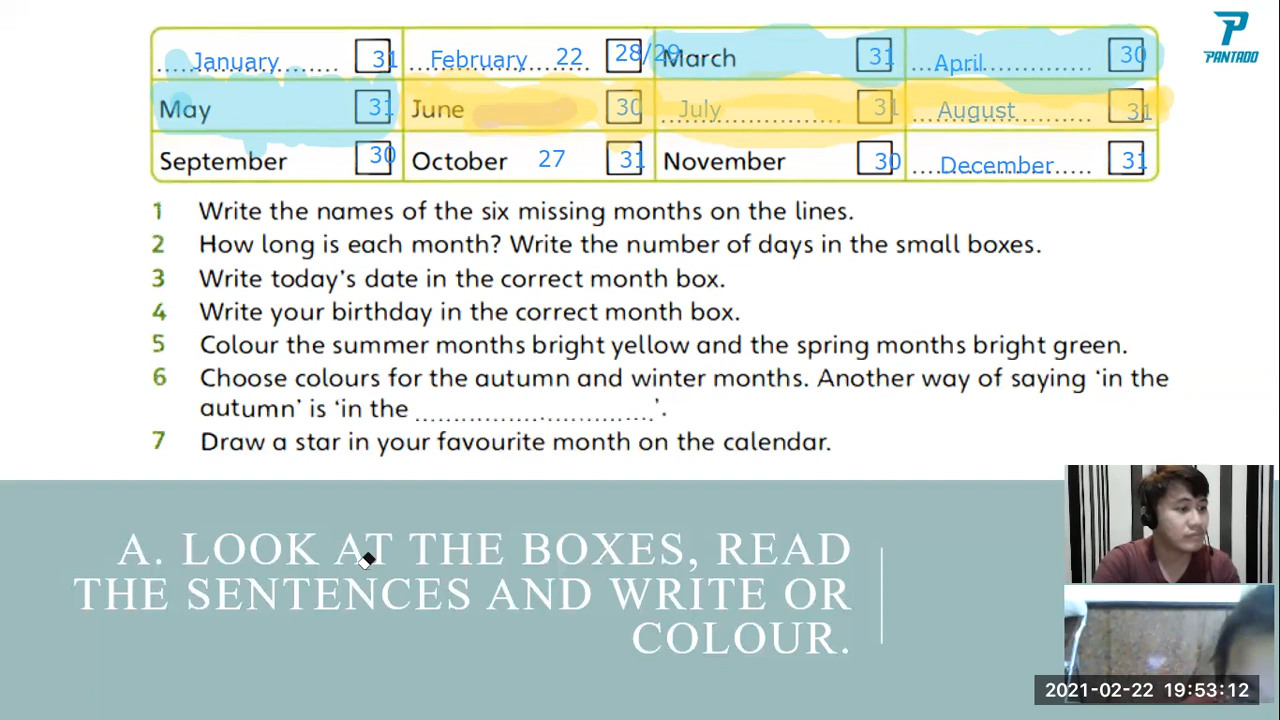 PANTADO
January 31 February 22 28/29 March 31 April 30
May 31 June 30 July 31 August 31
September 30 October 27 31 November 30 December 31
1 Write the names of the six missing months on the lines.
2 How long is each month? Write the number of days in the small boxes.
3 Write today's date in the correct month box.
4 Write your birthday in the correct month box.
5 Colour the summer months bright yellow and the spring months bright green.
6 Choose colours for the autumn and winter months. Another way of saying 'in the
autumn' is 'in the ..............................'.
7 Draw a star in your favourite month on the calendar.
A. LOOK AT THE BOXES, READ
THE SENTENCES AND WRITE OR
COLOUR.
2021-02-22 19:53:12